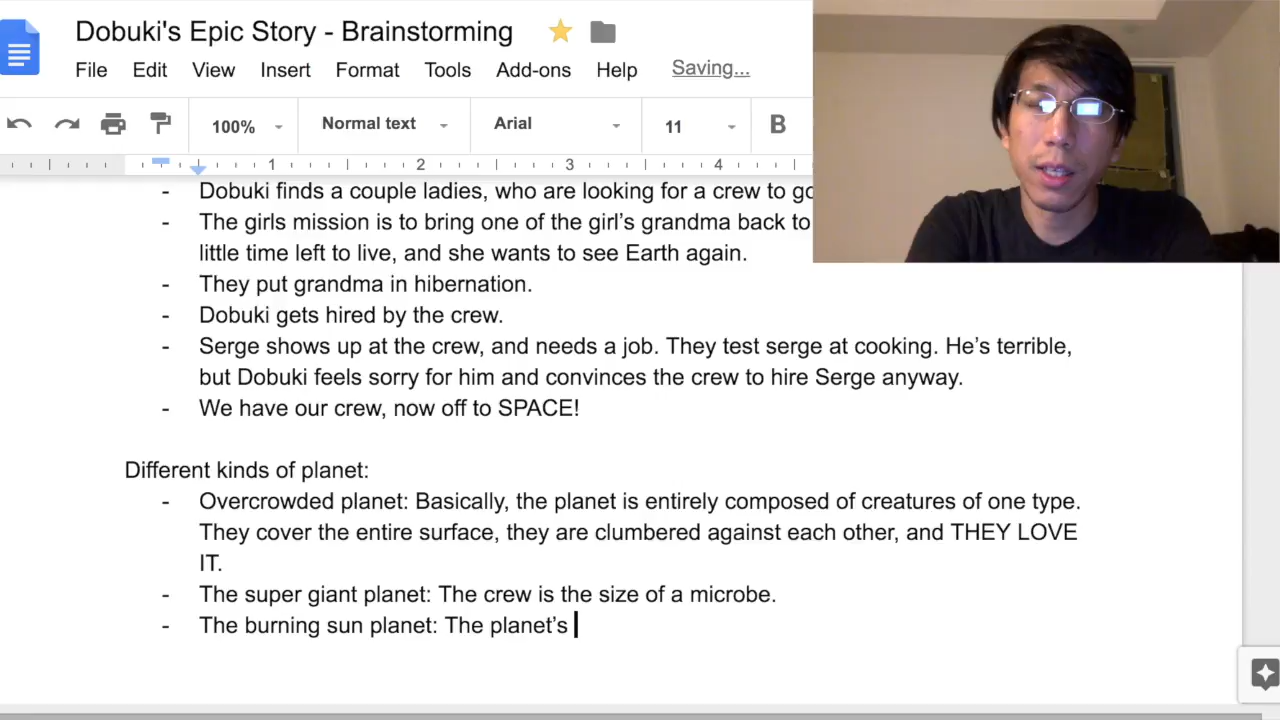 Dobuki's Epic Story - Brainstorming
File Edit View Insert Format Tools Add-ons Help Saving...
100% Normal text Arial 11 B
1 2 3 4
- Dobuki finds a couple ladies, who are looking for a crew to go
- The girls mission is to bring one of the girl’s grandma back to
little time left to live, and she wants to see Earth again.
- They put grandma in hibernation.
- Dobuki gets hired by the crew.
- Serge shows up at the crew, and needs a job. They test serge at cooking. He’s terrible,
but Dobuki feels sorry for him and convinces the crew to hire Serge anyway.
- We have our crew, now off to SPACE!
Different kinds of planet:
- Overcrowded planet: Basically, the planet is entirely composed of creatures of one type.
They cover the entire surface, they are clumbered against each other, and THEY LOVE
IT.
- The super giant planet: The crew is the size of a microbe.
- The burning sun planet: The planet’s